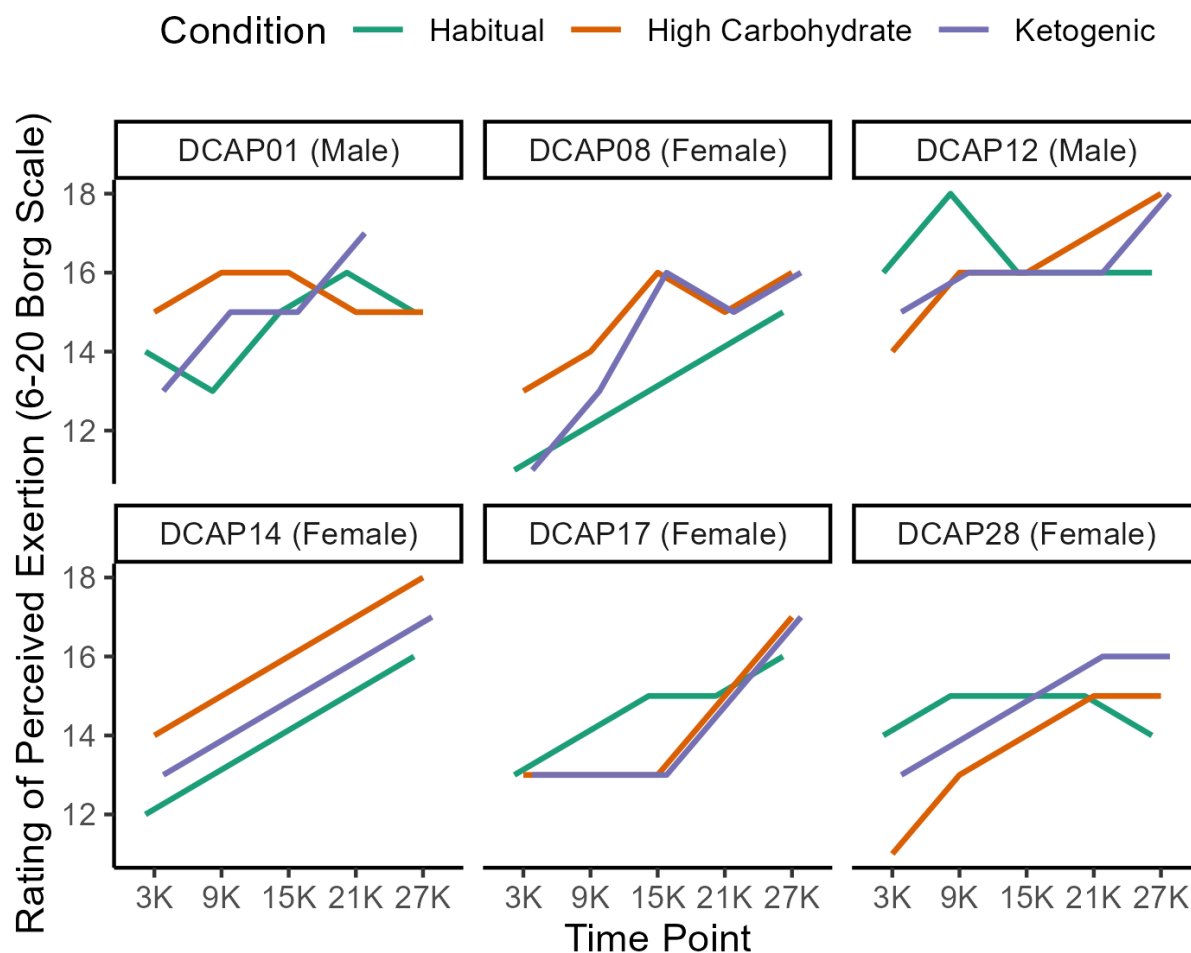 Condition Habitual High Carbohydrate Ketogenic
Rating of Perceived Exertion (6-20 Borg Scale)
DCAP01 (Male) DCAP08 (Female) DCAP12 (Male)
18
16
14
12
DCAP14 (Female) DCAP17 (Female) DCAP28 (Female)
18
16
14
12
3K 9K 15K 21K 27K 3K 9K 15K 21K 27K 3K 9K 15K 21K 27K
Time Point